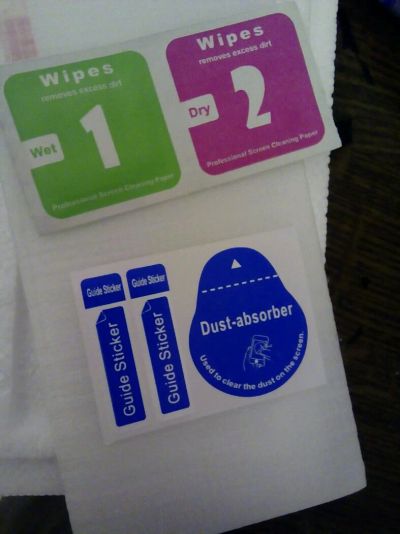 Wipes
removes excess dirt
Wet
1
Professional Screen Cleaning Paper
Wipes
removes excess dirt
Dry
2
Professional Screen Cleaning Paper
Guide Sticker
Guide Sticker
Guide Sticker
Guide Sticker
Dust-absorber
Used to clear the dust on the screen.